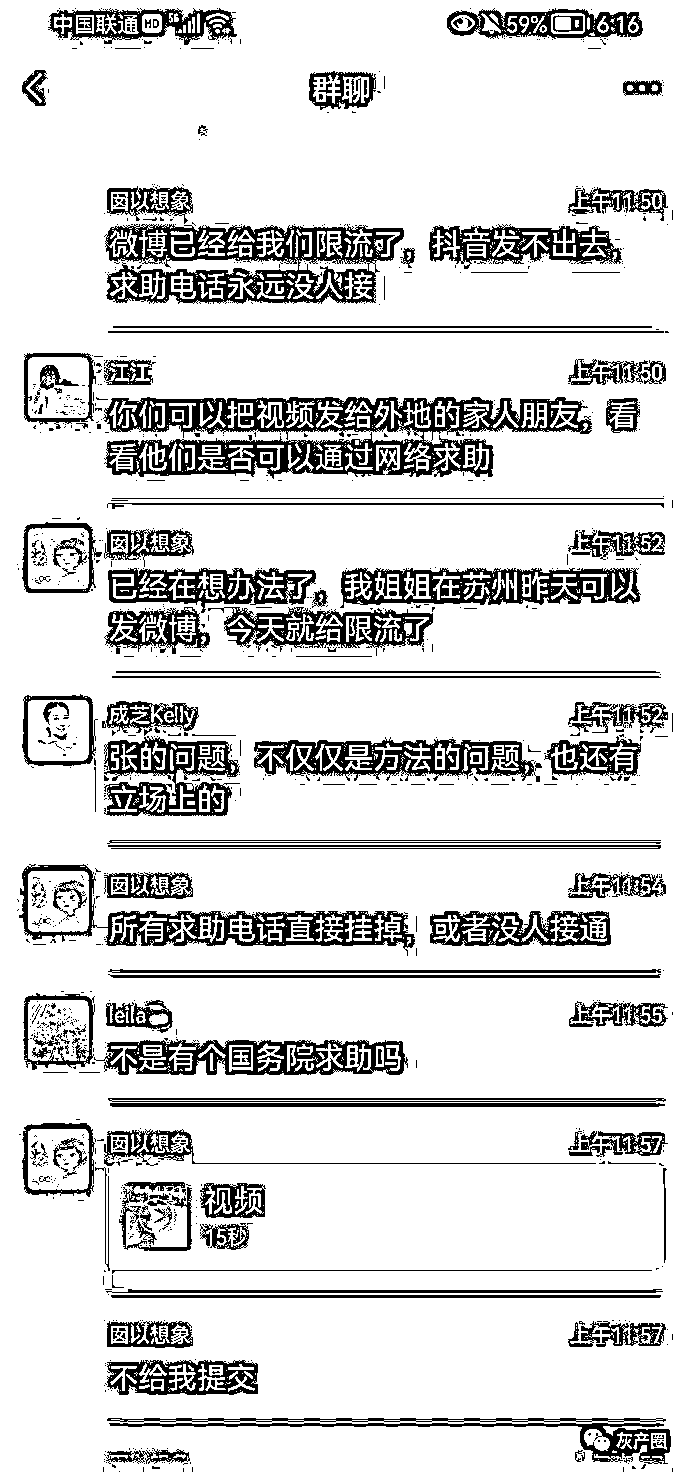 中国联通 HD 5G 59% 6:16
群聊
囡以想象 上午11:50
微博已经给我们限流了，抖音发不出去，
求助电话永远没人接
江江 上午11:50
你们可以把视频发给外地的家人朋友，看
看他们是否可以通过网络求助
囡以想象 上午11:52
已经在想办法了，我姐姐在苏州昨天可以
发微博，今天就给限流了
成芝Kelly 上午11:52
张的问题，不仅仅是方法的问题，也还有
立场上的
囡以想象 上午11:54
所有求助电话直接挂掉，或者没人接通
leila 上午11:55
不是有个国务院求助吗
囡以想象 上午11:57
视频
15秒
囡以想象 上午11:57
不给我提交
灰产圈